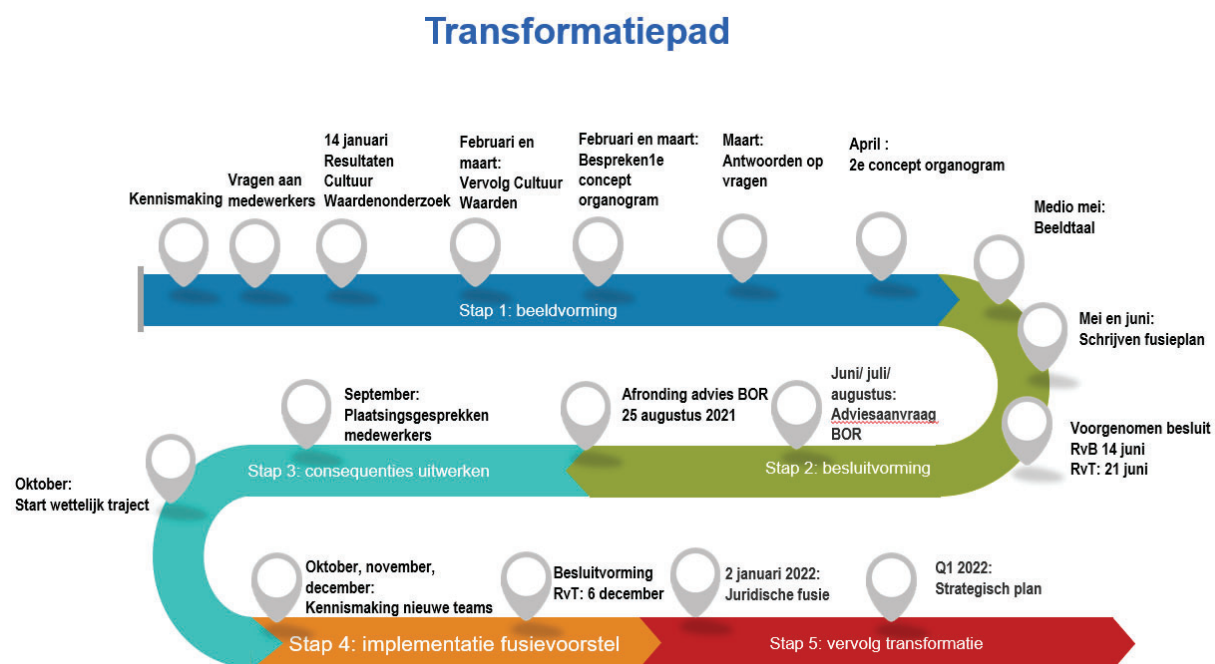 Transformatiepad
Kennismaking
Vragen aan
medewerkers
14 januari
Resultaten
Cultuur
Waardenonderzoek
Februari en
maart:
Vervolg Cultuur
Waarden
Februari en maart:
Bespreken1e
concept
organogram
Maart:
Antwoorden op
vragen
April :
2e concept organogram
Medio mei:
Beeldtaal
Stap 1: beeldvorming
Mei en juni:
Schrijven fusieplan
Voorgenomen besluit
RvB 14 juni
RvT: 21 juni
Juni/ juli/
augustus:
Adviesaanvraag
BOR
Stap 2: besluitvorming
Afronding advies BOR
25 augustus 2021
September:
Plaatsingsgesprekken
medewerkers
Stap 3: consequenties uitwerken
Oktober:
Start wettelijk traject
Oktober, november,
december:
Kennismaking nieuwe teams
Besluitvorming
RvT: 6 december
2 januari 2022:
Juridische fusie
Q1 2022:
Strategisch plan
Stap 4: implementatie fusievoorstel
Stap 5: vervolg transformatie